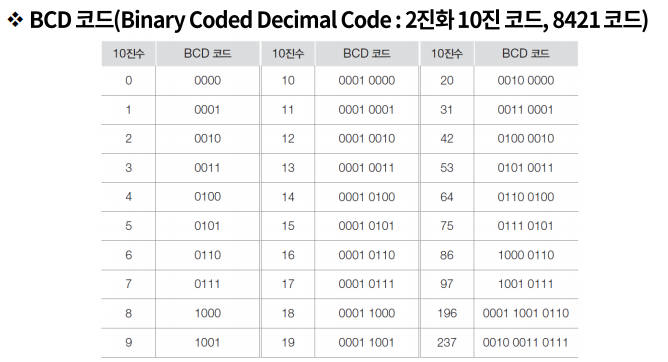 ❖ BCD 코드(Binary Coded Decimal Code : 2진화 10진 코드, 8421 코드)
10진수 BCD 코드 10진수 BCD 코드 10진수 BCD 코드
0 0000 10 0001 0000 20 0010 0000
1 0001 11 0001 0001 31 0011 0001
2 0010 12 0001 0010 42 0100 0010
3 0011 13 0001 0011 53 0101 0011
4 0100 14 0001 0100 64 0110 0100
5 0101 15 0001 0101 75 0111 0101
6 0110 16 0001 0110 86 1000 0110
7 0111 17 0001 0111 97 1001 0111
8 1000 18 0001 1000 196 0001 1001 0110
9 1001 19 0001 1001 237 0010 0011 0111